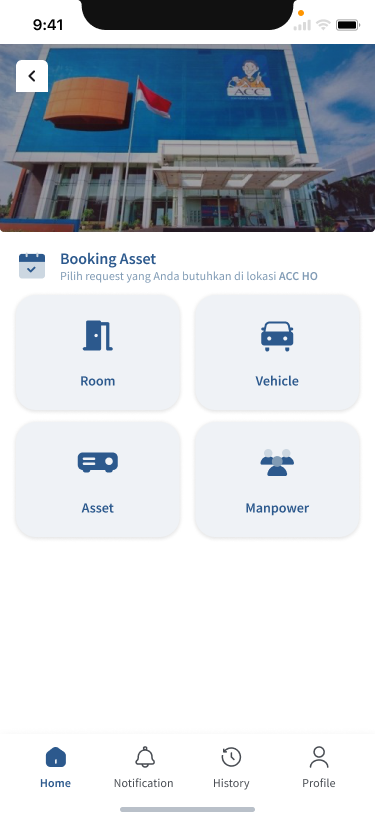 9:41
ACC
Booking Asset
Pilih request yang Anda butuhkan di lokasi ACC HO
Room
Vehicle
Asset
Manpower
Home
Notification
History
Profile